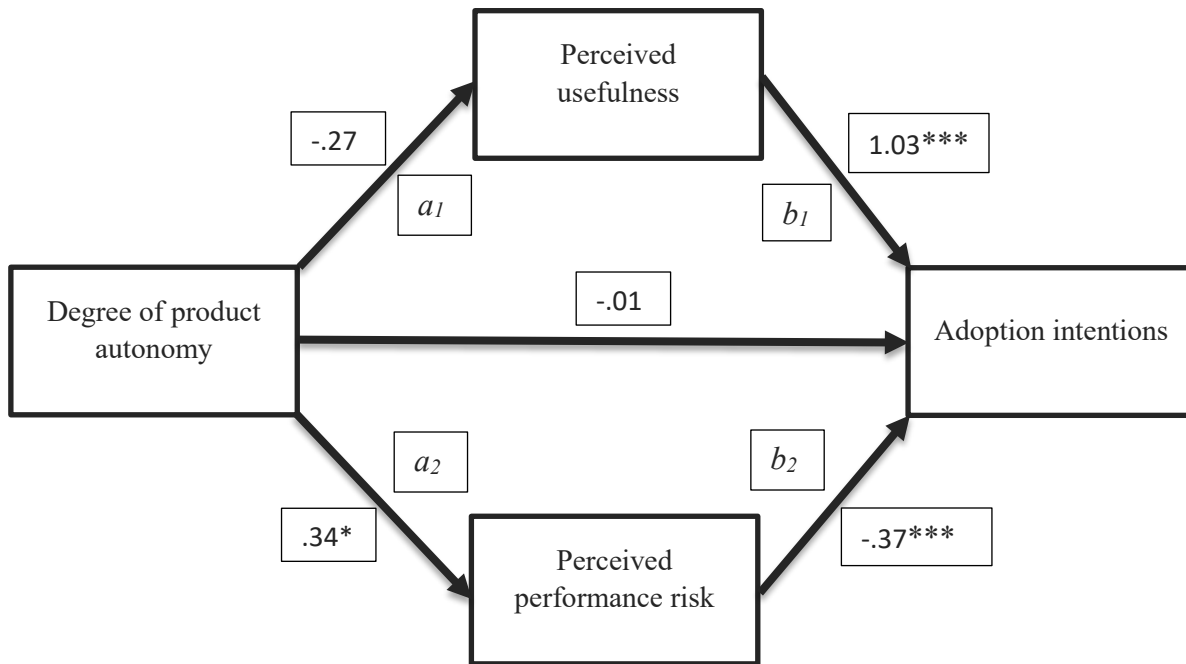 Perceived
usefulness
-.27
1.03***
a1
b1
Degree of product
autonomy
-.01
Adoption intentions
a2
b2
.34*
-.37***
Perceived
performance risk